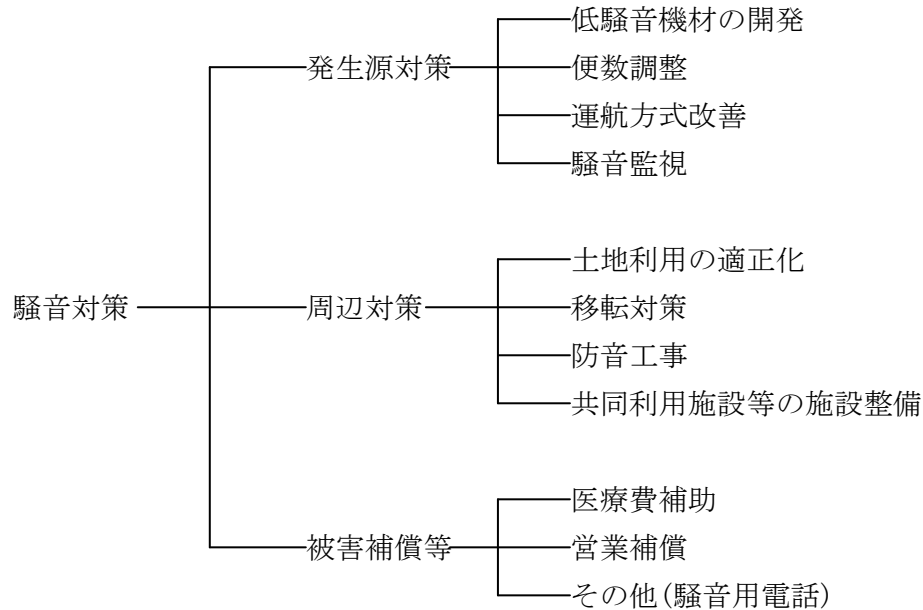 騒音対策
発生源対策
低騒音機材の開発
便数調整
運航方式改善
騒音監視
周辺対策
土地利用の適正化
移転対策
防音工事
共同利用施設等の施設整備
被害補償等
医療費補助
営業補償
その他(騒音用電話)